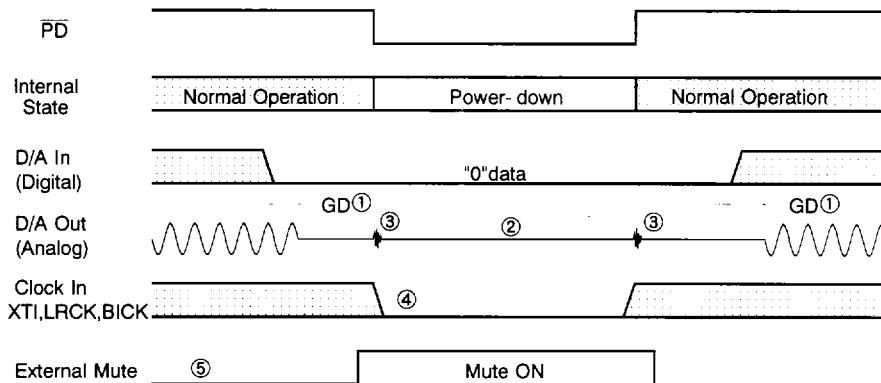 PD
Internal State
Normal Operation
Power- down
Normal Operation
D/A In (Digital)
"0"data
GD①
GD①
D/A Out (Analog)
③
②
③
Clock In XTI,LRCK,BICK
④
External Mute
⑤
Mute ON